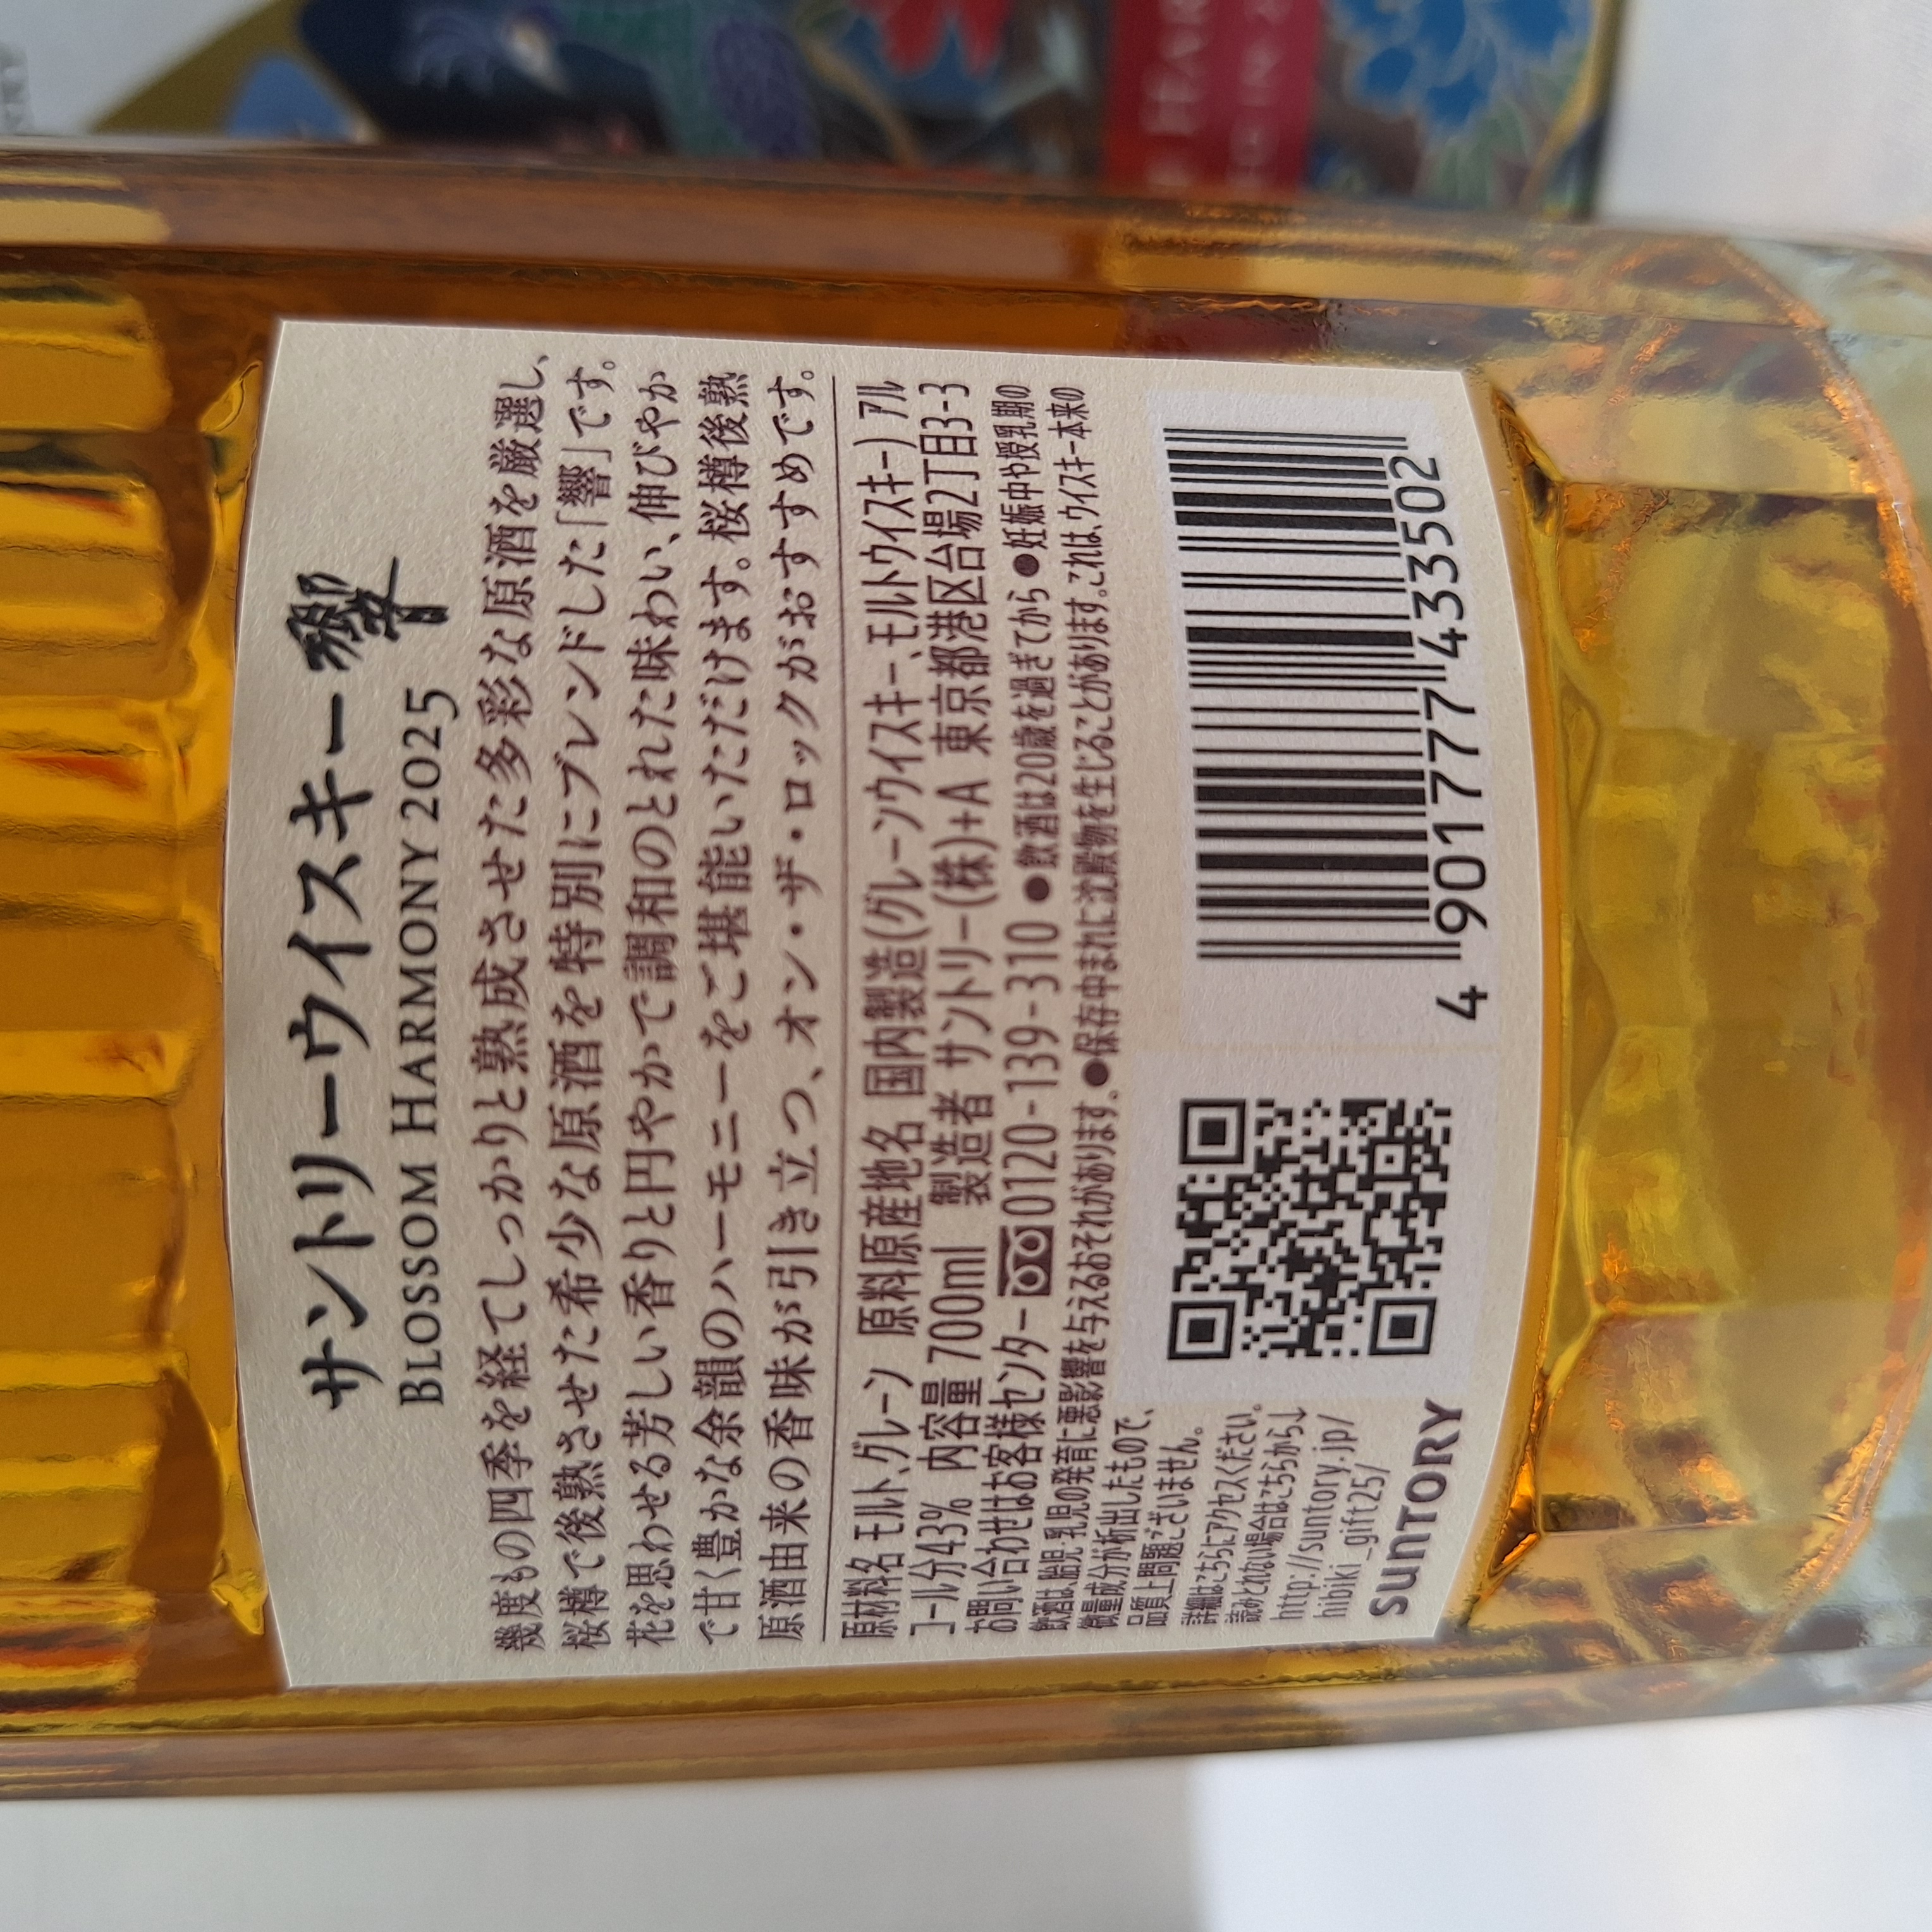 サントリーウイスキー 響
BLOSSOM HARMONY 2025
幾度もの四季を経てしっかりと熟成させた多彩な原酒を厳選し、
桜樽で後熟させた希少な原酒を特別にブレンドした「響」です。
花を思わせる芳しい香りと円やかで調和のとれた味わい、伸びやか
で甘く豊かな余韻のハーモニーをご堪能いただけます。桜樽後熟
原酒由来の香味が引き立つ、オン・ザ・ロックがおすすめです。
原材料名 モルト、グレーン 原料原産地名 国内製造(グレーンウイスキー、モルトウイスキー) アル
コール分43% 内容量 700ml 製造者 サントリー(株)+A 東京都港区台場2丁目3-3
お問い合わせはお客様センター 0120-139-310 ●飲酒は20歳を過ぎてから ●妊娠中や授乳期の
飲酒は、胎児・乳児の発育に悪影響を与えるおそれがあります。●保存中まれに沈殿物を生じることがあります。これは、ウイスキー本来の
微量成分が析出したもので、
品質上問題ございません。
詳細はこちらにアクセスください。
読みとれない場合はこちらから↓
http://suntory.jp/
hibiki_gift25/
SUNTORY
4 901777 433502